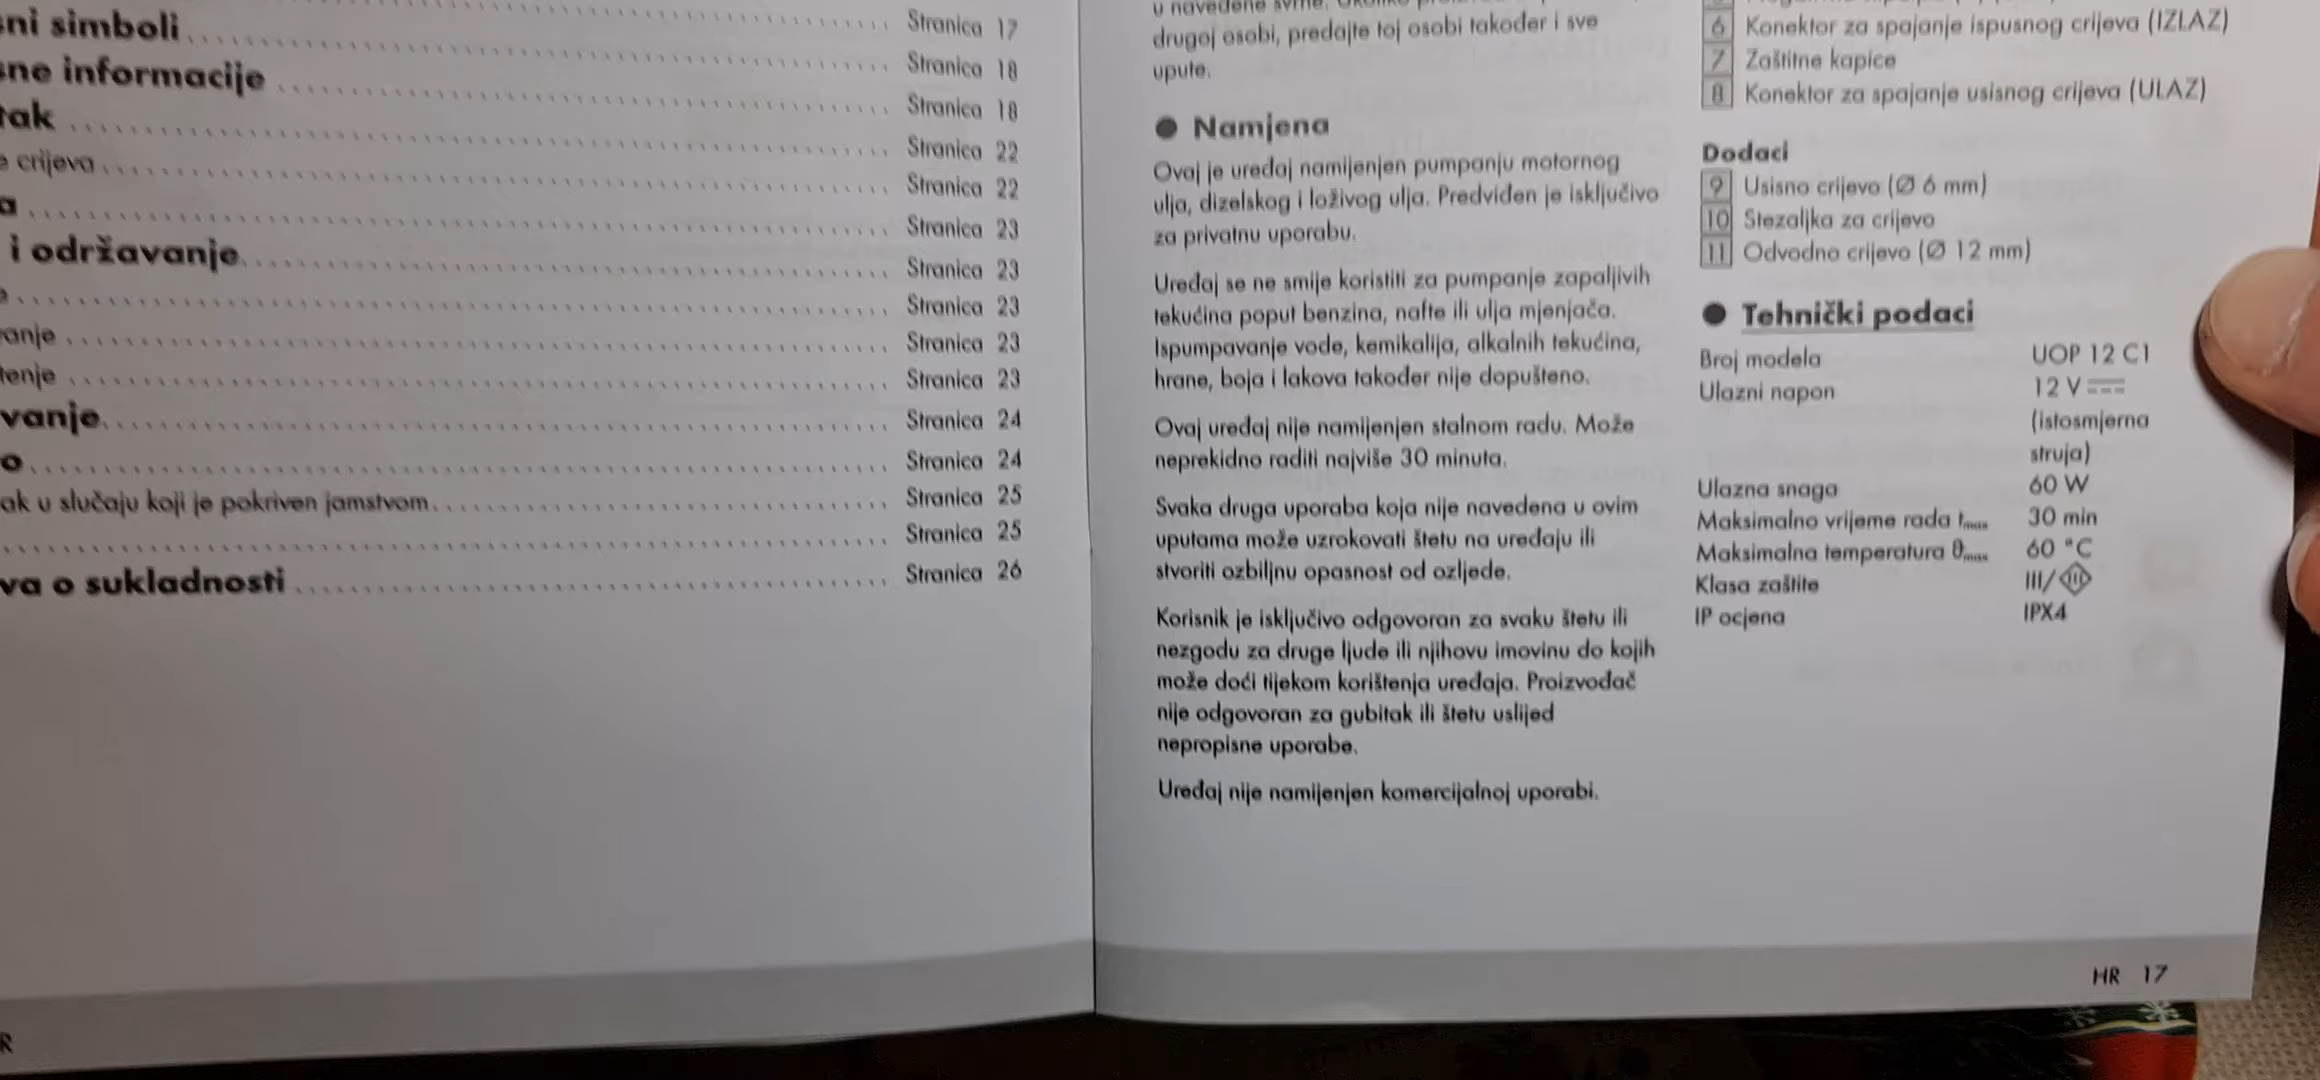 sni simboli Stranica 17
sne informacije Stranica 18
tak Stranica 18
e crijeva Stranica 22
Stranica 22
a Stranica 23
i održavanje Stranica 23
Stranica 23
vanje Stranica 23
tenje Stranica 23
vanje Stranica 24
o Stranica 24
ak u slučaju koji je pokriven jamstvom Stranica 25
Stranica 25
va o sukladnosti Stranica 26
R
u navedene svrhe.
drugoj osobi, predajte toj osobi također i sve
upute.
● Namjena
Ovaj je uređaj namijenjen pumpanju motornog
ulja, dizelskog i loživog ulja. Predviđen je isključivo
za privatnu uporabu.
Uređaj se ne smije koristiti za pumpanje zapaljivih
tekućina poput benzina, nafte ili ulja mjenjača.
Ispumpavanje vode, kemikalija, alkalnih tekućina,
hrane, boja i lakova također nije dopušteno.
Ovaj uređaj nije namijenjen stalnom radu. Može
neprekidno raditi najviše 30 minuta.
Svaka druga uporaba koja nije navedena u ovim
uputama može uzrokovati štetu na uređaju ili
stvoriti ozbiljnu opasnost od ozljede.
Korisnik je isključivo odgovoran za svaku štetu ili
nezgodu za druge ljude ili njihovu imovinu do kojih
može doći tijekom korištenja uređaja. Proizvođač
nije odgovoran za gubitak ili štetu uslijed
nepropisne uporabe.
Uređaj nije namijenjen komercijalnoj uporabi.
6 Konektor za spajanje ispusnog crijeva (IZLAZ)
7 Zaštitne kapice
8 Konektor za spajanje usisnog crijeva (ULAZ)
Dodaci
9 Usisno crijevo (Ø 6 mm)
10 Stezaljka za crijevo
11 Odvodno crijevo (Ø 12 mm)
● Tehnički podaci
Broj modela UOP 12 C1
Ulazni napon 12 V
(istosmjerna
struja)
Ulazna snaga 60 W
Maksimalno vrijeme rada tmax 30 min
Maksimalna temperatura ϑmax 60 °C
Klasa zaštite III/
IP ocjena IPX4
HR 17